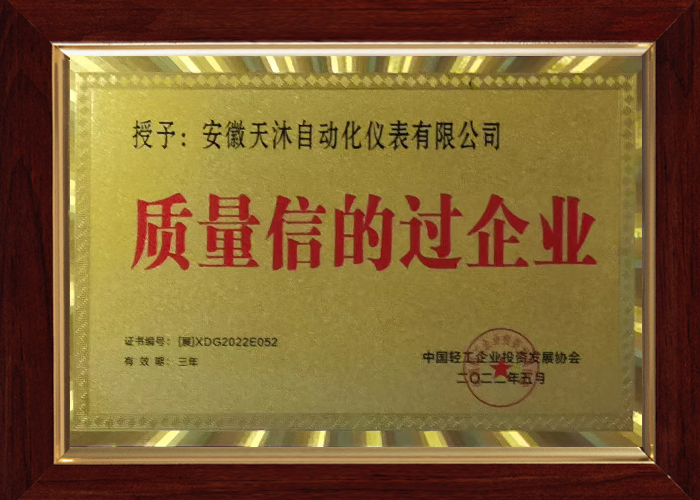 授予：安徽天沐自动化仪表有限公司
质量信的过企业
证书编号：[展]XDG2022E052
有 效 期：三年
中国轻工企业投资发展协会
二〇二二年五月